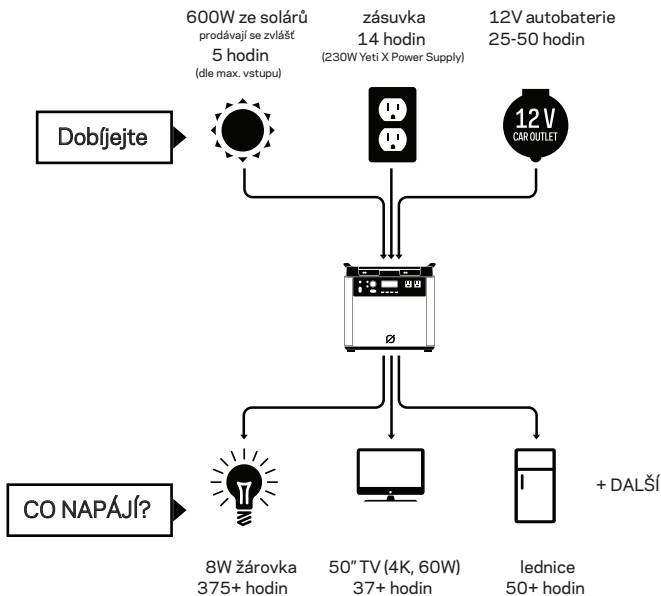 600W ze solárů
prodávají se zvlášť
5 hodin
(dle max. vstupu)
zásuvka
14 hodin
(230W Yeti X Power Supply)
12V autobaterie
25-50 hodin
Dobíjejte
12 V
CAR OUTLET
CO NAPÁJÍ?
+ DALŠÍ
8W žárovka
375+ hodin
50” TV (4K, 60W)
37+ hodin
lednice
50+ hodin